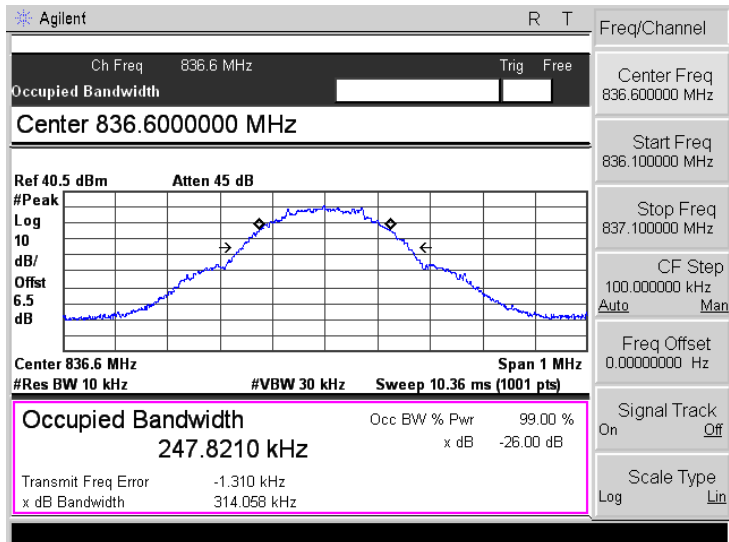 Agilent R T
Ch Freq 836.6 MHz Trig Free
Occupied Bandwidth
Center 836.6000000 MHz
Ref 40.5 dBm Atten 45 dB
#Peak
Log
10
dB/
Offst
6.5
dB
Center 836.6 MHz Span 1 MHz
#Res BW 10 kHz #VBW 30 kHz Sweep 10.36 ms (1001 pts)
Occupied Bandwidth Occ BW % Pwr 99.00 %
247.8210 kHz x dB -26.00 dB
Transmit Freq Error -1.310 kHz
x dB Bandwidth 314.058 kHz
Freq/Channel
Center Freq
836.600000 MHz
Start Freq
836.100000 MHz
Stop Freq
837.100000 MHz
CF Step
100.000000 kHz
Auto Man
Freq Offset
0.00000000 Hz
Signal Track
On Off
Scale Type
Log Lin